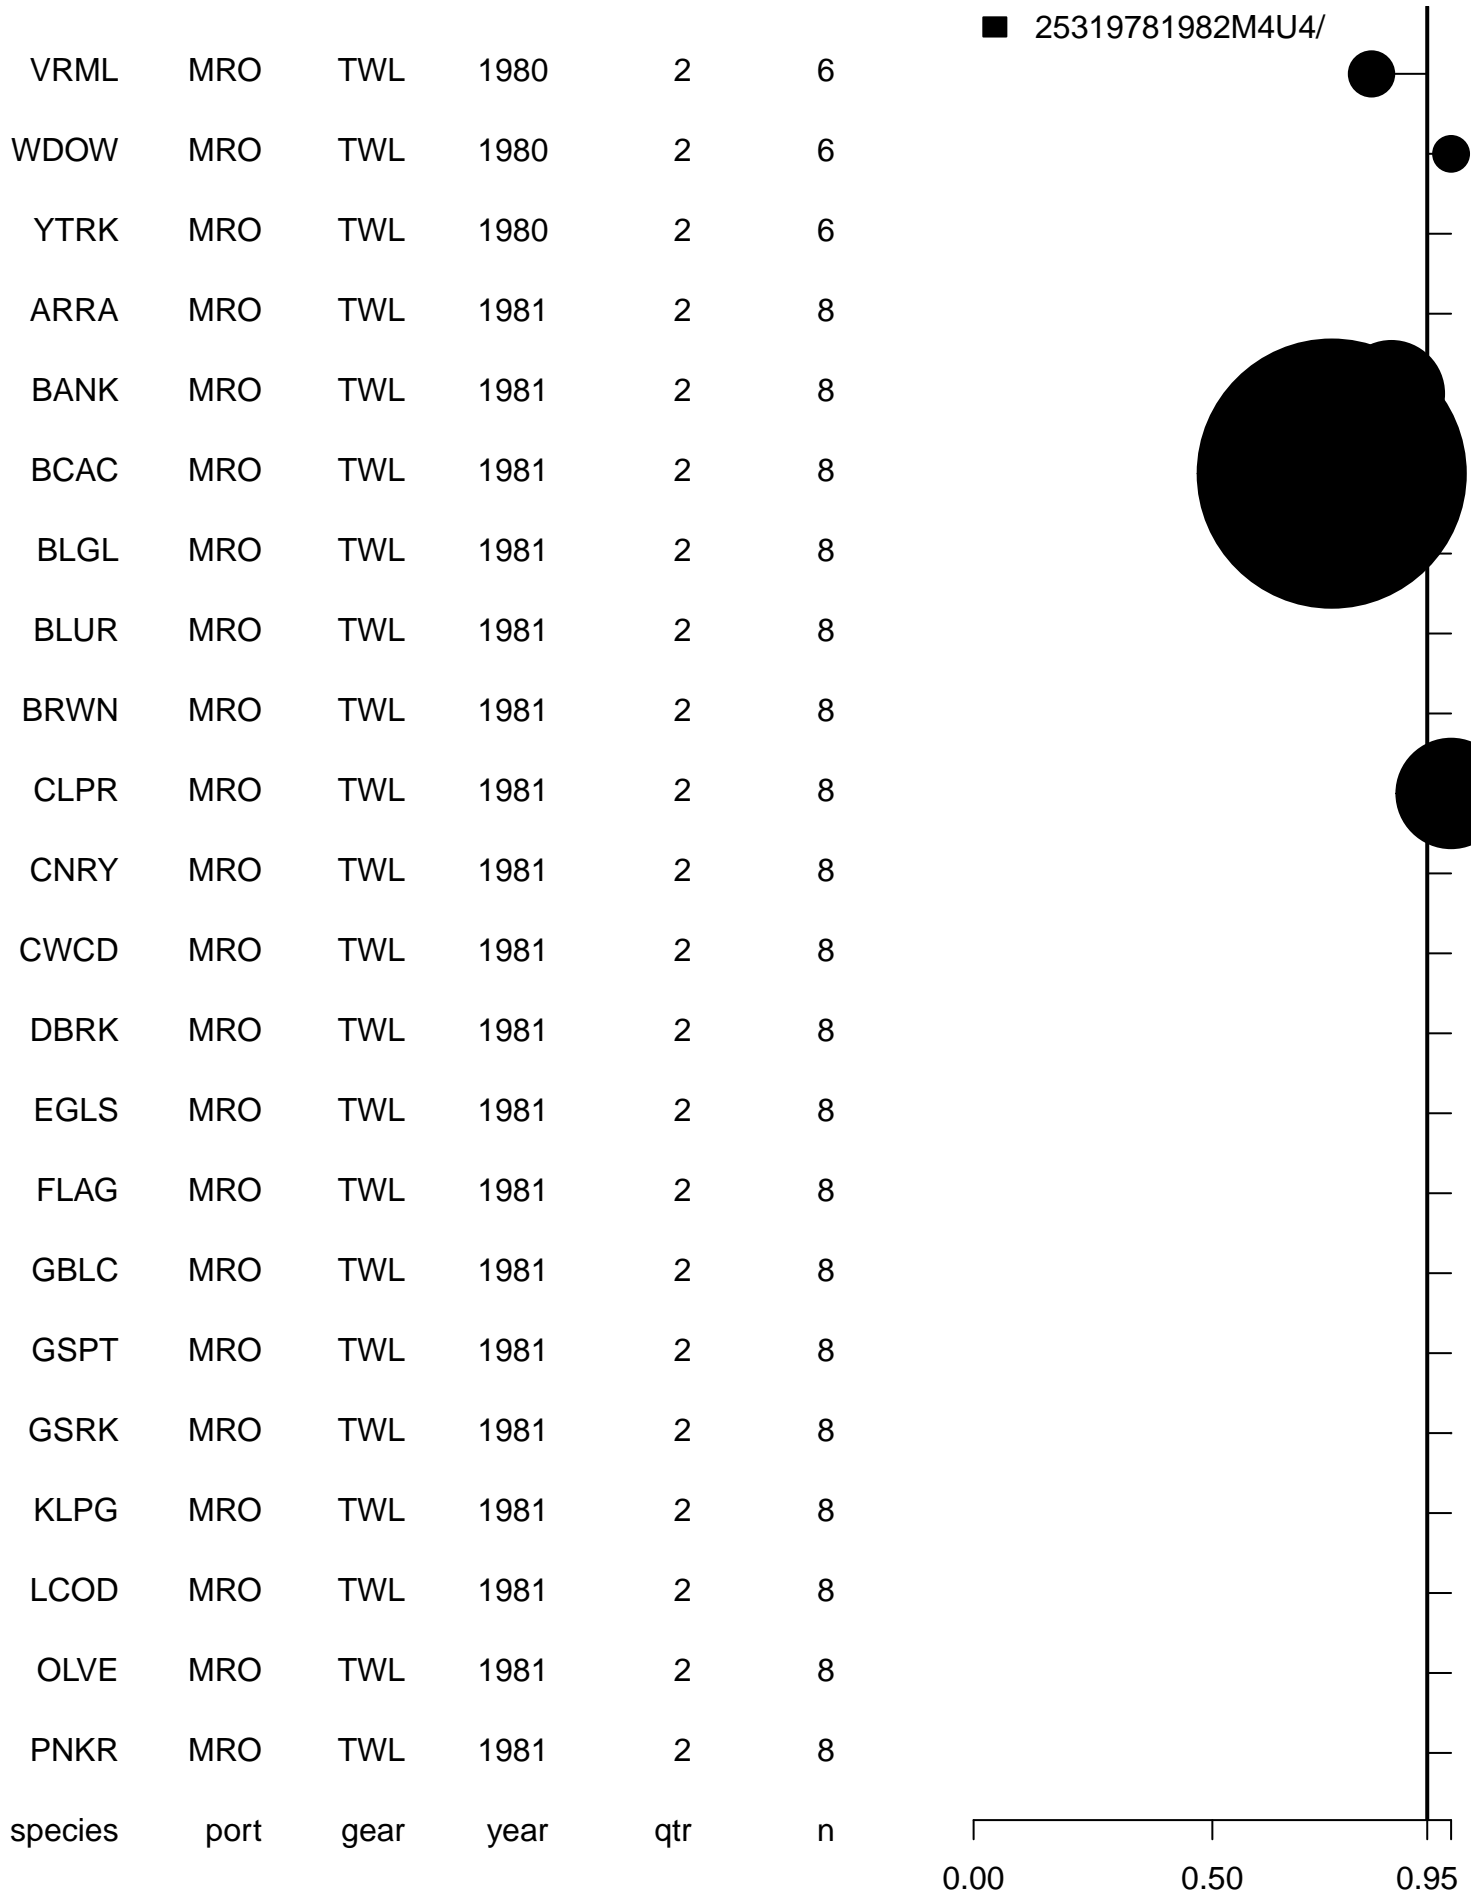 25319781982M4U4/
VRML MRO TWL 1980 2 6
WDOW MRO TWL 1980 2 6
YTRK MRO TWL 1980 2 6
ARRA MRO TWL 1981 2 8
BANK MRO TWL 1981 2 8
BCAC MRO TWL 1981 2 8
BLGL MRO TWL 1981 2 8
BLUR MRO TWL 1981 2 8
BRWN MRO TWL 1981 2 8
CLPR MRO TWL 1981 2 8
CNRY MRO TWL 1981 2 8
CWCD MRO TWL 1981 2 8
DBRK MRO TWL 1981 2 8
EGLS MRO TWL 1981 2 8
FLAG MRO TWL 1981 2 8
GBLC MRO TWL 1981 2 8
GSPT MRO TWL 1981 2 8
GSRK MRO TWL 1981 2 8
KLPG MRO TWL 1981 2 8
LCOD MRO TWL 1981 2 8
OLVE MRO TWL 1981 2 8
PNKR MRO TWL 1981 2 8
species port gear year qtr n
0.00 0.50 0.95